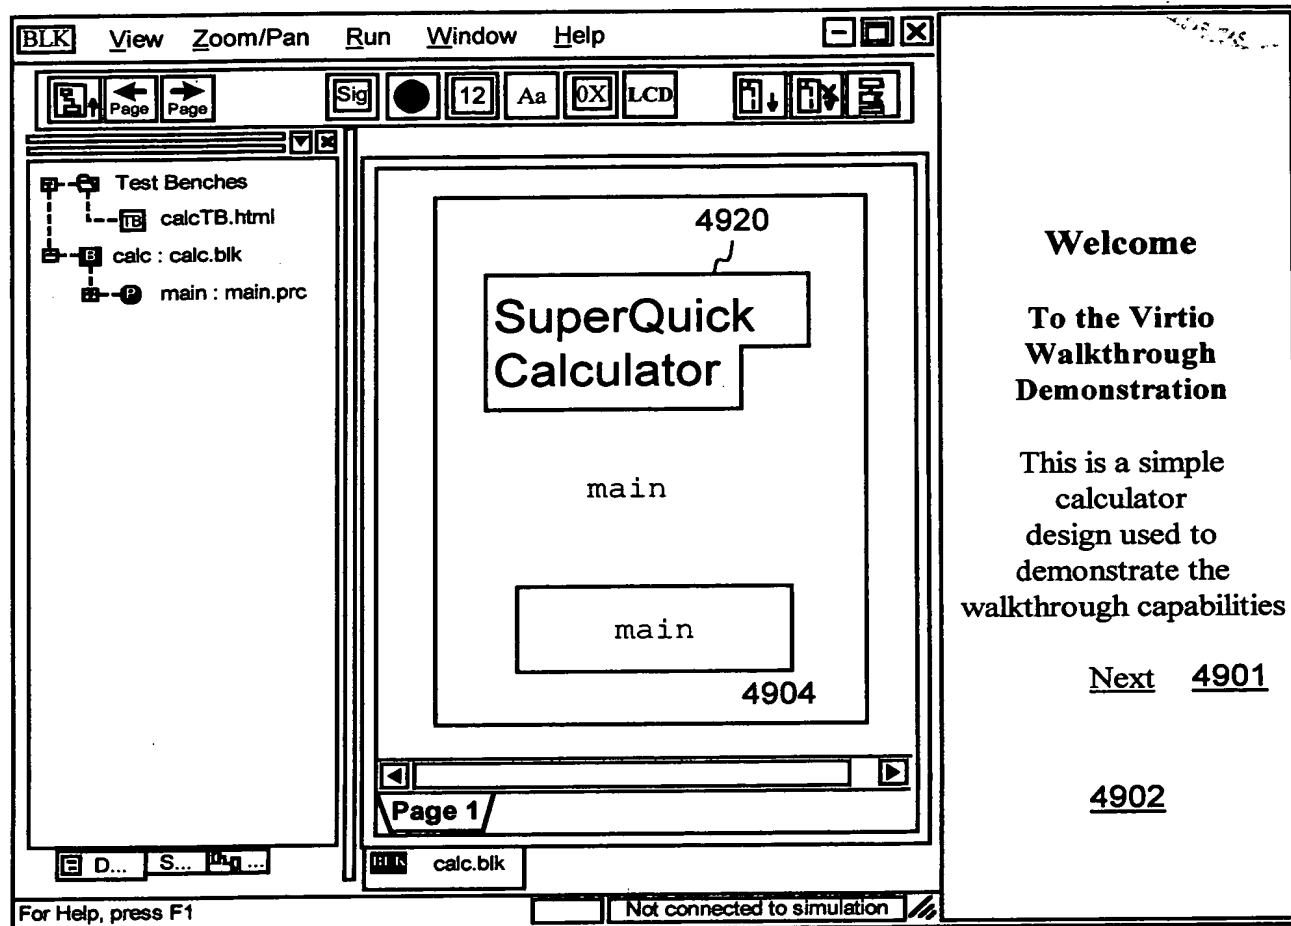 BLK View Zoom/Pan Run Window Help
Page Page Sig 12 Aa 0X LCD
Test Benches
TB calcTB.html
B calc : calc.blk
P main : main.prc
D... S... ...
4920
SuperQuick
Calculator
main
main
4904
Page 1
BLK calc.blk
For Help, press F1
Not connected to simulation
Welcome
To the Virtio
Walkthrough
Demonstration
This is a simple
calculator
design used to
demonstrate the
walkthrough capabilities
Next 4901
4902